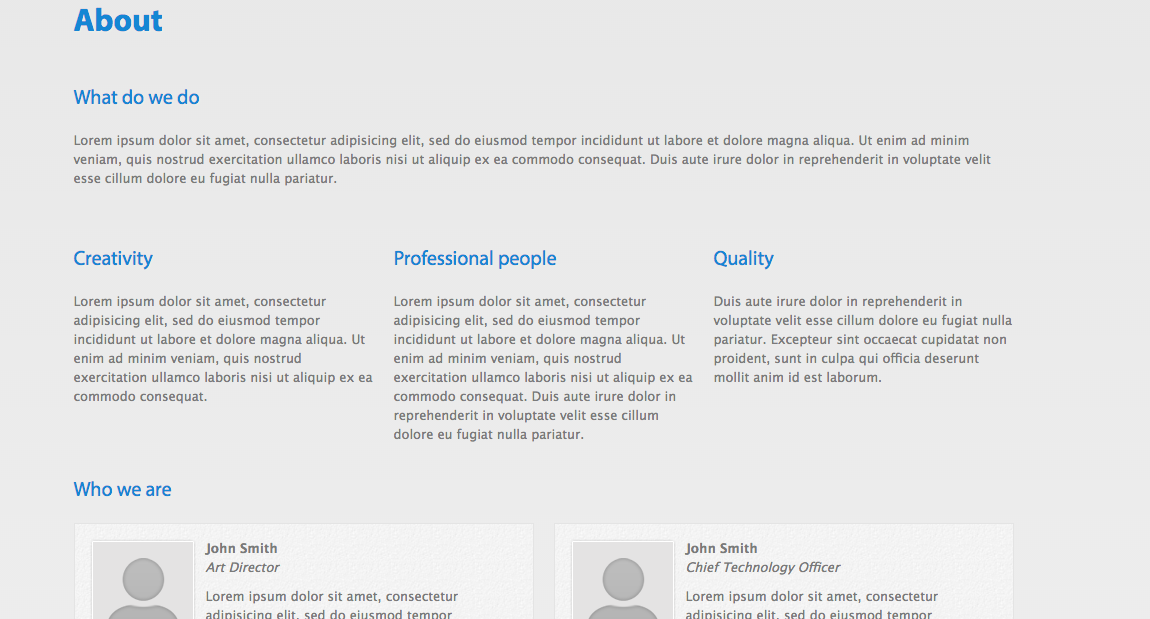 About
What do we do
Lorem ipsum dolor sit amet, consectetur adipisicing elit, sed do eiusmod tempor incididunt ut labore et dolore magna aliqua. Ut enim ad minim
veniam, quis nostrud exercitation ullamco laboris nisi ut aliquip ex ea commodo consequat. Duis aute irure dolor in reprehenderit in voluptate velit
esse cillum dolore eu fugiat nulla pariatur.
Creativity
Lorem ipsum dolor sit amet, consectetur
adipisicing elit, sed do eiusmod tempor
incididunt ut labore et dolore magna aliqua. Ut
enim ad minim veniam, quis nostrud
exercitation ullamco laboris nisi ut aliquip ex ea
commodo consequat.
Professional people
Lorem ipsum dolor sit amet, consectetur
adipisicing elit, sed do eiusmod tempor
incididunt ut labore et dolore magna aliqua. Ut
enim ad minim veniam, quis nostrud
exercitation ullamco laboris nisi ut aliquip ex ea
commodo consequat. Duis aute irure dolor in
reprehenderit in voluptate velit esse cillum
dolore eu fugiat nulla pariatur.
Quality
Duis aute irure dolor in reprehenderit in
voluptate velit esse cillum dolore eu fugiat nulla
pariatur. Excepteur sint occaecat cupidatat non
proident, sunt in culpa qui officia deserunt
mollit anim id est laborum.
Who we are
John Smith
Art Director
Lorem ipsum dolor sit amet, consectetur
adipisicing elit, sed do eiusmod tempor
John Smith
Chief Technology Officer
Lorem ipsum dolor sit amet, consectetur
adipisicing elit, sed do eiusmod tempor